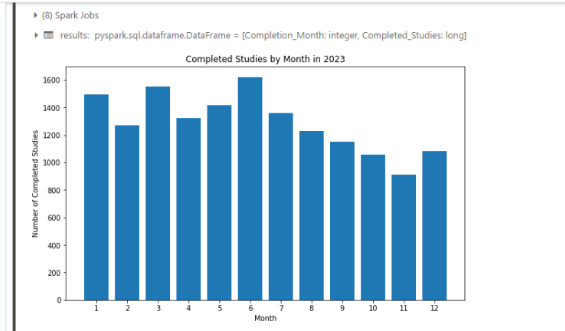 (8) Spark Jobs
results: pyspark.sql.dataframe.DataFrame = [Completion_Month: integer, Completed_Studies: long]
Completed Studies by Month in 2023
1600
1400
1200
1000
800
600
400
200
0
Number of Completed Studies
1 2 3 4 5 6 7 8 9 10 11 12
Month